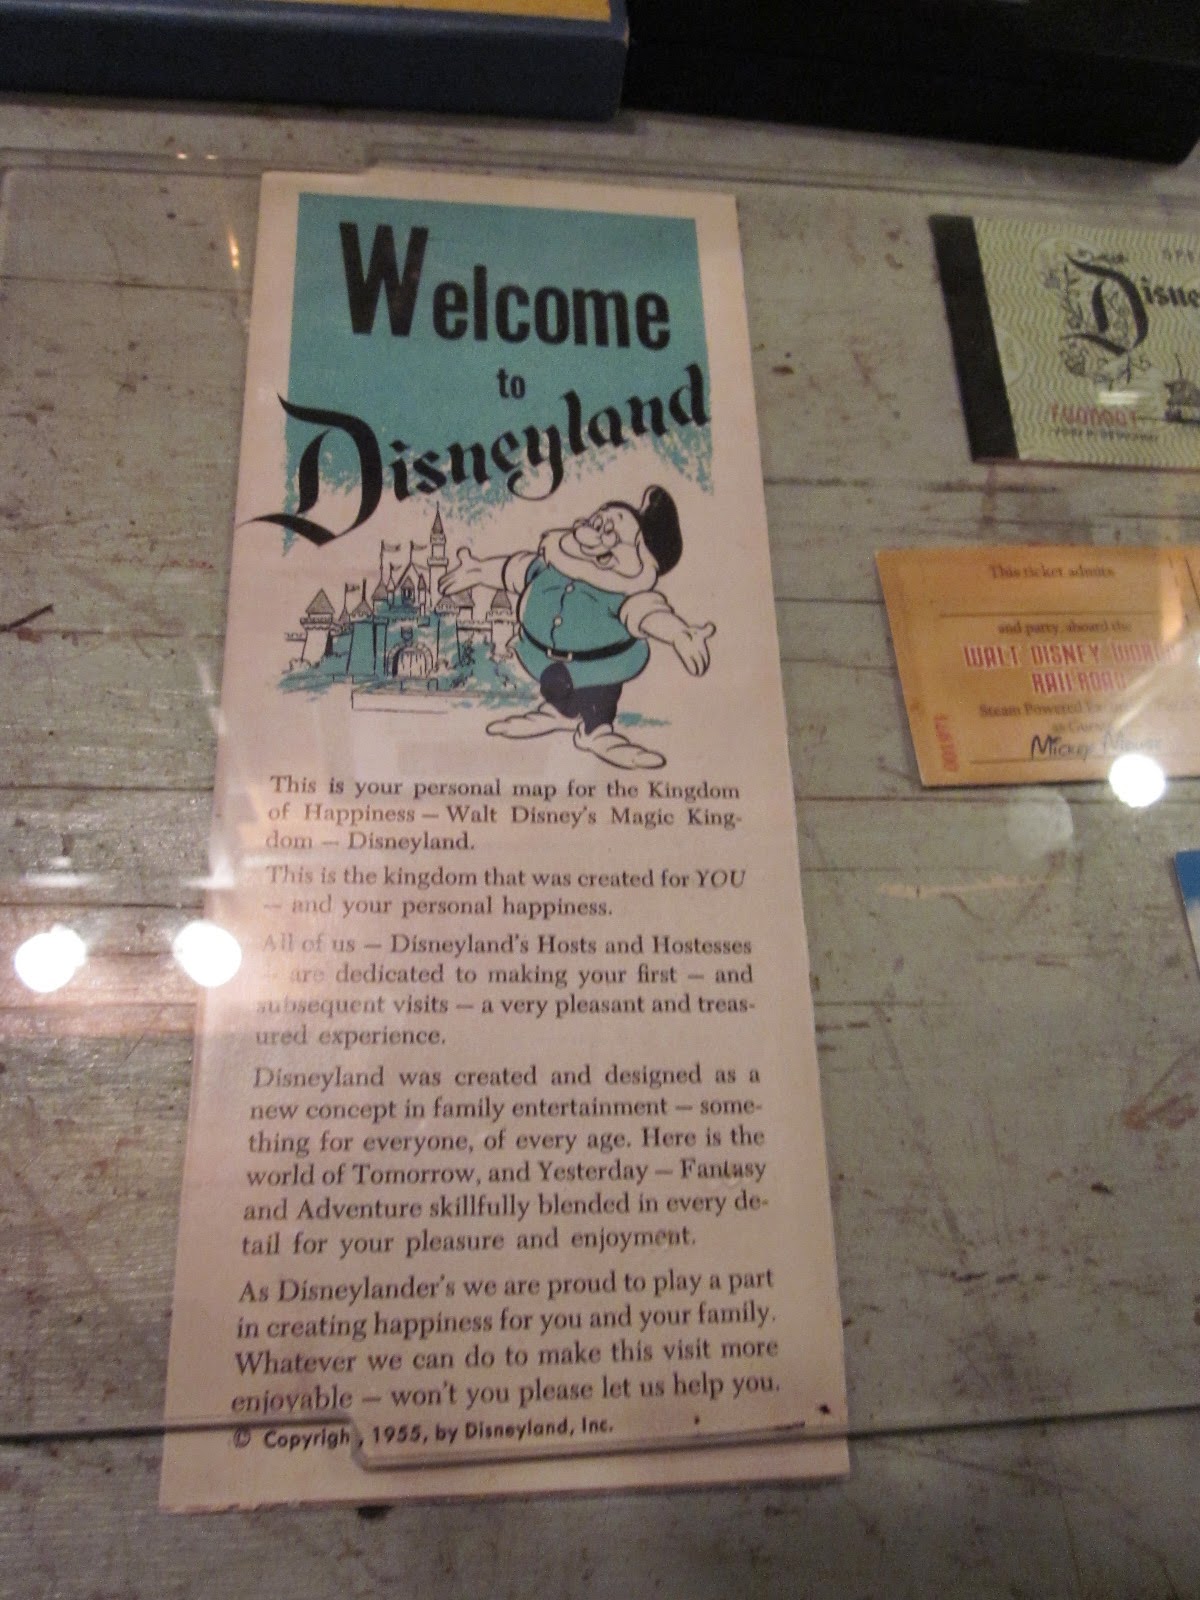 Welcome
to
Disneyland
This is your personal map for the Kingdom
of Happiness — Walt Disney's Magic King-
dom — Disneyland.
This is the kingdom that was created for YOU
— and your personal happiness.
All of us — Disneyland's Hosts and Hostesses
— are dedicated to making your first — and
subsequent visits — a very pleasant and treas-
ured experience.
Disneyland was created and designed as a
new concept in family entertainment — some-
thing for everyone, of every age. Here is the
world of Tomorrow, and Yesterday — Fantasy
and Adventure skillfully blended in every de-
tail for your pleasure and enjoyment.
As Disneylander's we are proud to play a part
in creating happiness for you and your family.
Whatever we can do to make this visit more
enjoyable — won't you please let us help you.
© Copyrigh , 1955, by Disneyland, Inc.
Disne
This ticket admits
and party, aboard the
WALT DISNEY WORLD
RAILROAD
Steam Powered
Mickey Mouse